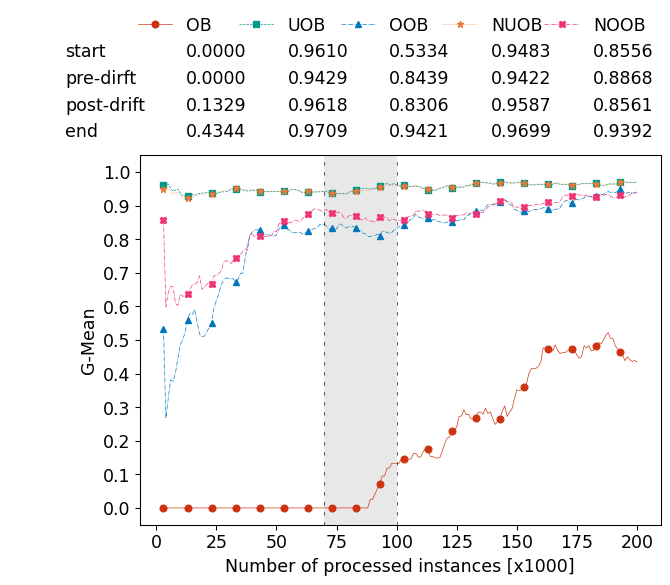 OB UOB OOB NUOB NOOB
start 0.0000 0.9610 0.5334 0.9483 0.8556
pre-dirft 0.0000 0.9429 0.8439 0.9422 0.8868
post-drift 0.1329 0.9618 0.8306 0.9587 0.8561
end 0.4344 0.9709 0.9421 0.9699 0.9392
1.0
0.9
0.8
0.7
0.6
0.5
0.4
0.3
0.2
0.1
0.0
G-Mean
0 25 50 75 100 125 150 175 200
Number of processed instances [x1000]